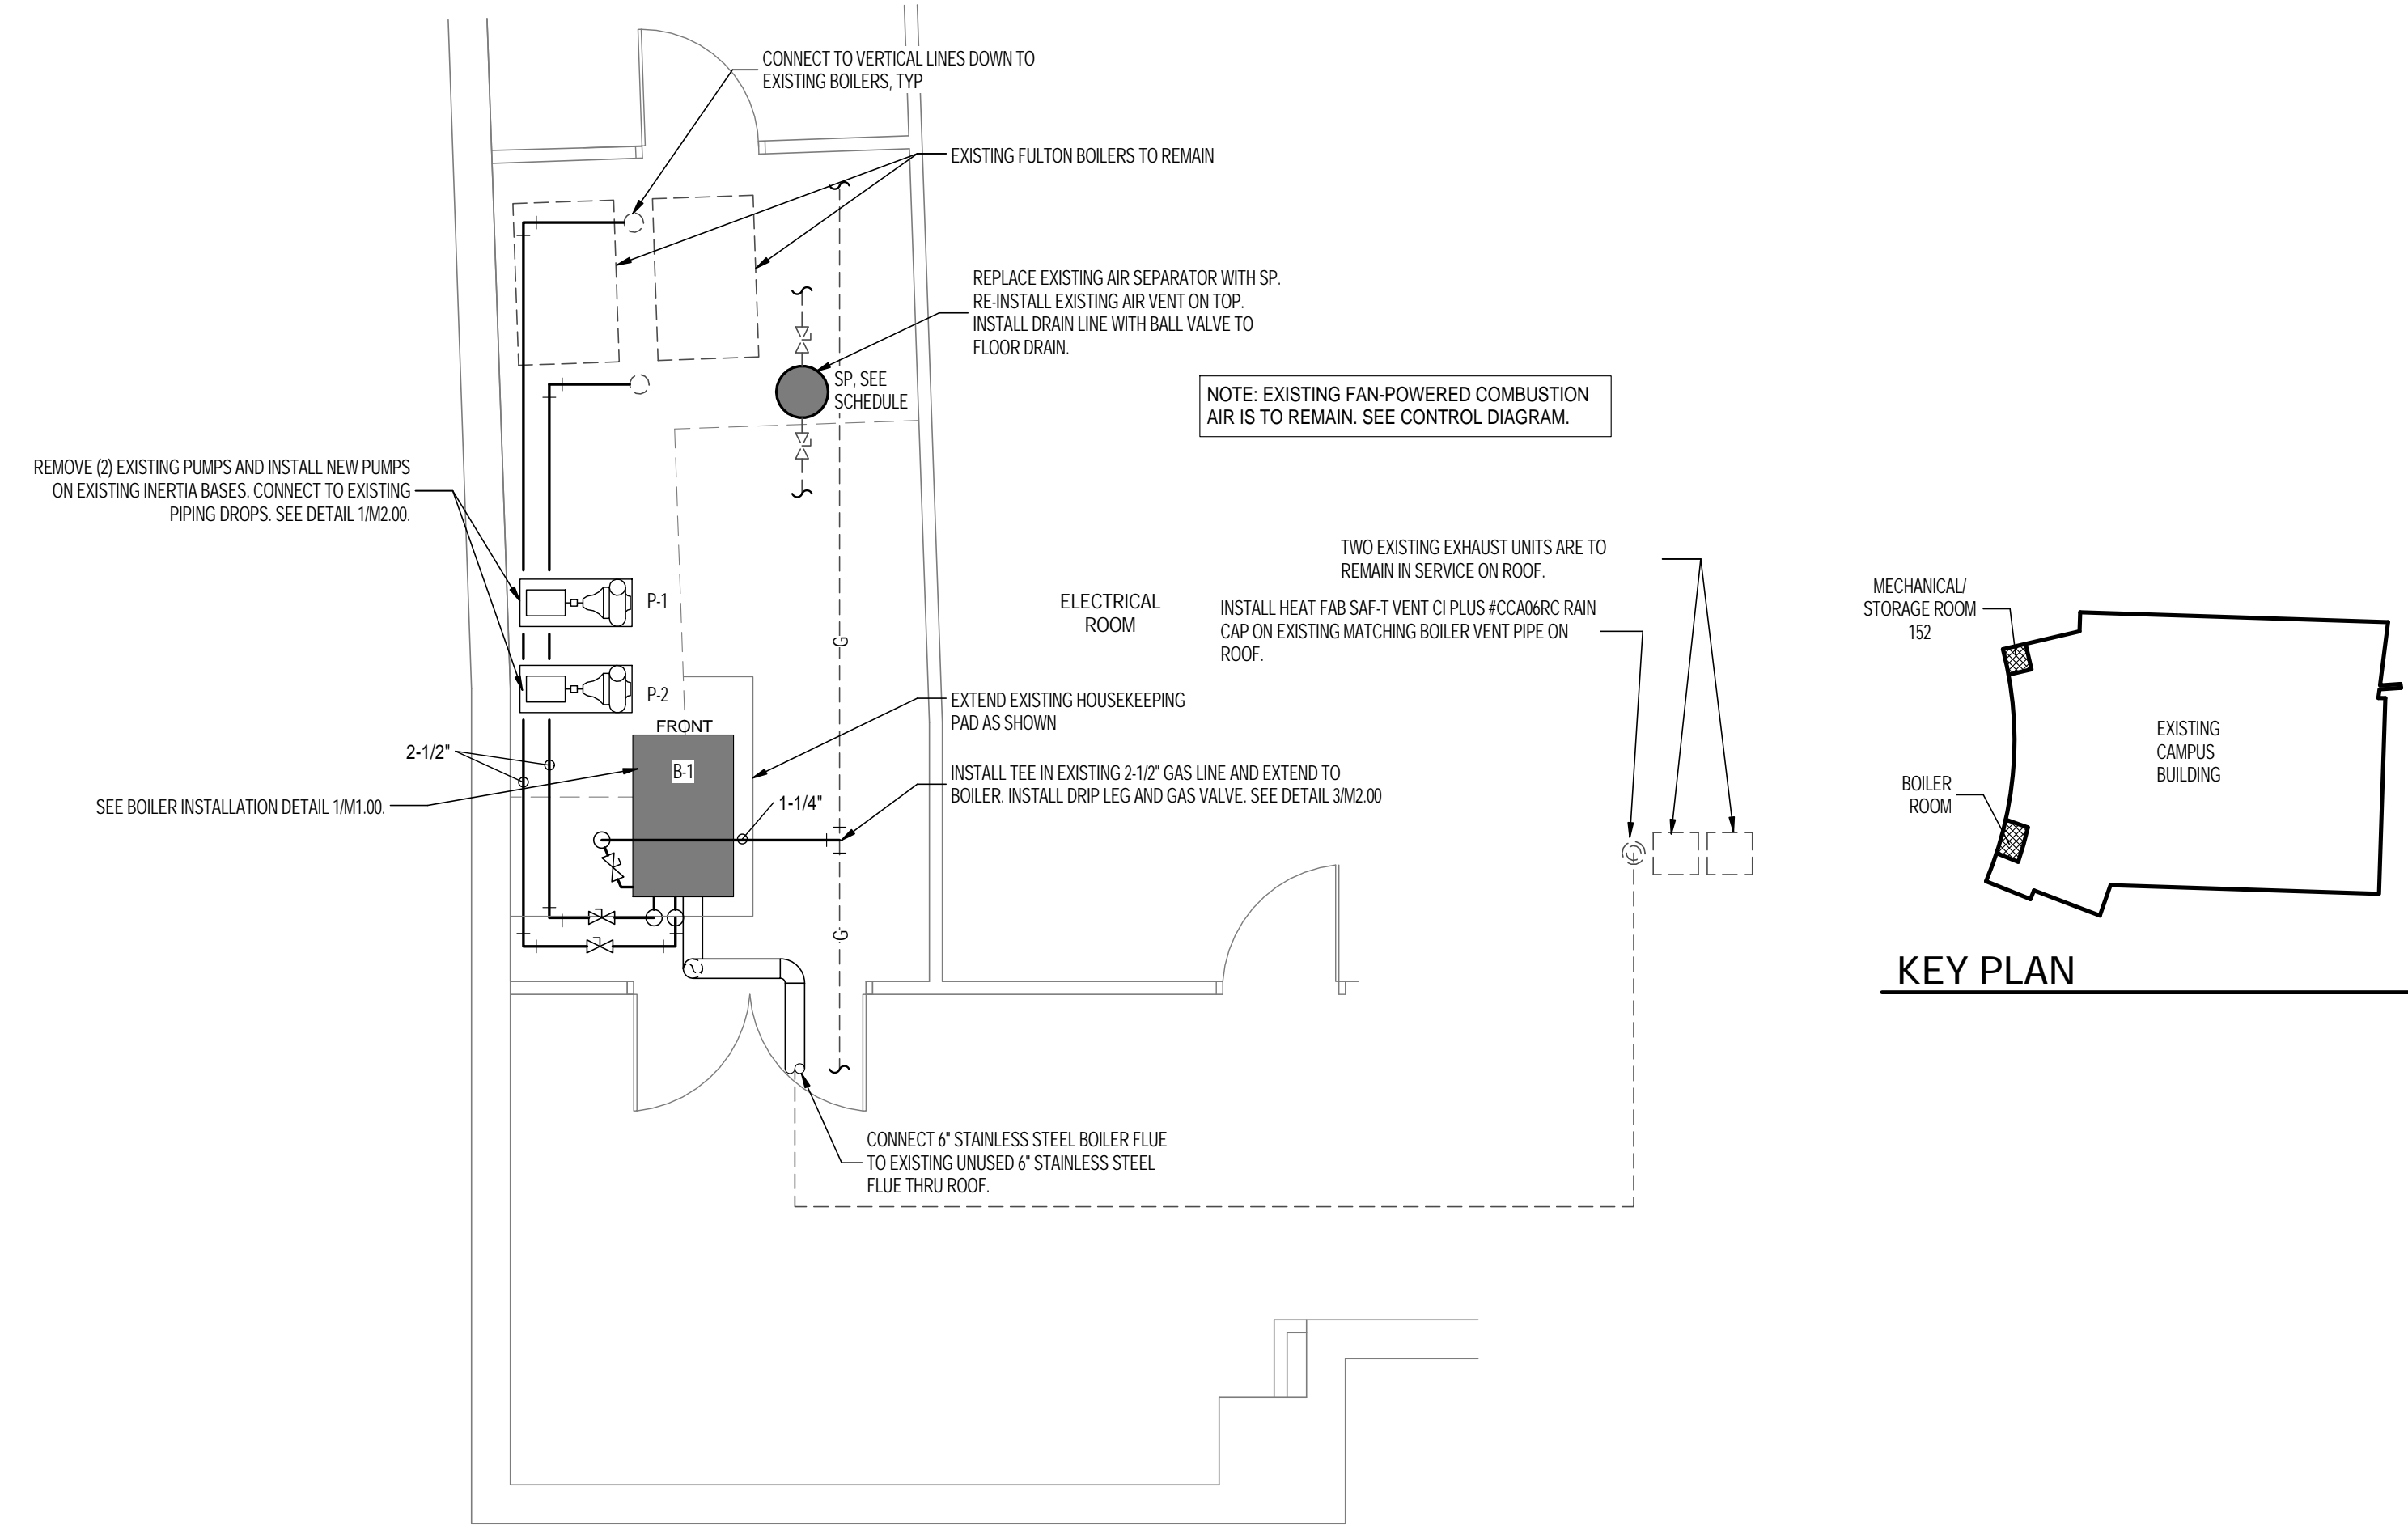 CONNECT TO VERTICAL LINES DOWN TO
EXISTING BOILERS, TYP
EXISTING FULTON BOILERS TO REMAIN
REPLACE EXISTING AIR SEPARATOR WITH SP.
RE-INSTALL EXISTING AIR VENT ON TOP.
INSTALL DRAIN LINE WITH BALL VALVE TO
FLOOR DRAIN.
SP, SEE
SCHEDULE
NOTE: EXISTING FAN-POWERED COMBUSTION
AIR IS TO REMAIN. SEE CONTROL DIAGRAM.
REMOVE (2) EXISTING PUMPS AND INSTALL NEW PUMPS
ON EXISTING INERTIA BASES. CONNECT TO EXISTING
PIPING DROPS. SEE DETAIL 1/M2.00.
TWO EXISTING EXHAUST UNITS ARE TO
REMAIN IN SERVICE ON ROOF.
INSTALL HEAT FAB SAF-T VENT CI PLUS #CCA06RC RAIN
CAP ON EXISTING MATCHING BOILER VENT PIPE ON
ROOF.
ELECTRICAL
ROOM
P-1
P-2
G
FRONT
B-1
2-1/2"
SEE BOILER INSTALLATION DETAIL 1/M1.00.
EXTEND EXISTING HOUSEKEEPING
PAD AS SHOWN
INSTALL TEE IN EXISTING 2-1/2" GAS LINE AND EXTEND TO
BOILER. INSTALL DRIP LEG AND GAS VALVE. SEE DETAIL 3/M2.00
1-1/4"
G
CONNECT 6" STAINLESS STEEL BOILER FLUE
TO EXISTING UNUSED 6" STAINLESS STEEL
FLUE THRU ROOF.
MECHANICAL/
STORAGE ROOM
152
EXISTING
CAMPUS
BUILDING
BOILER
ROOM
KEY PLAN